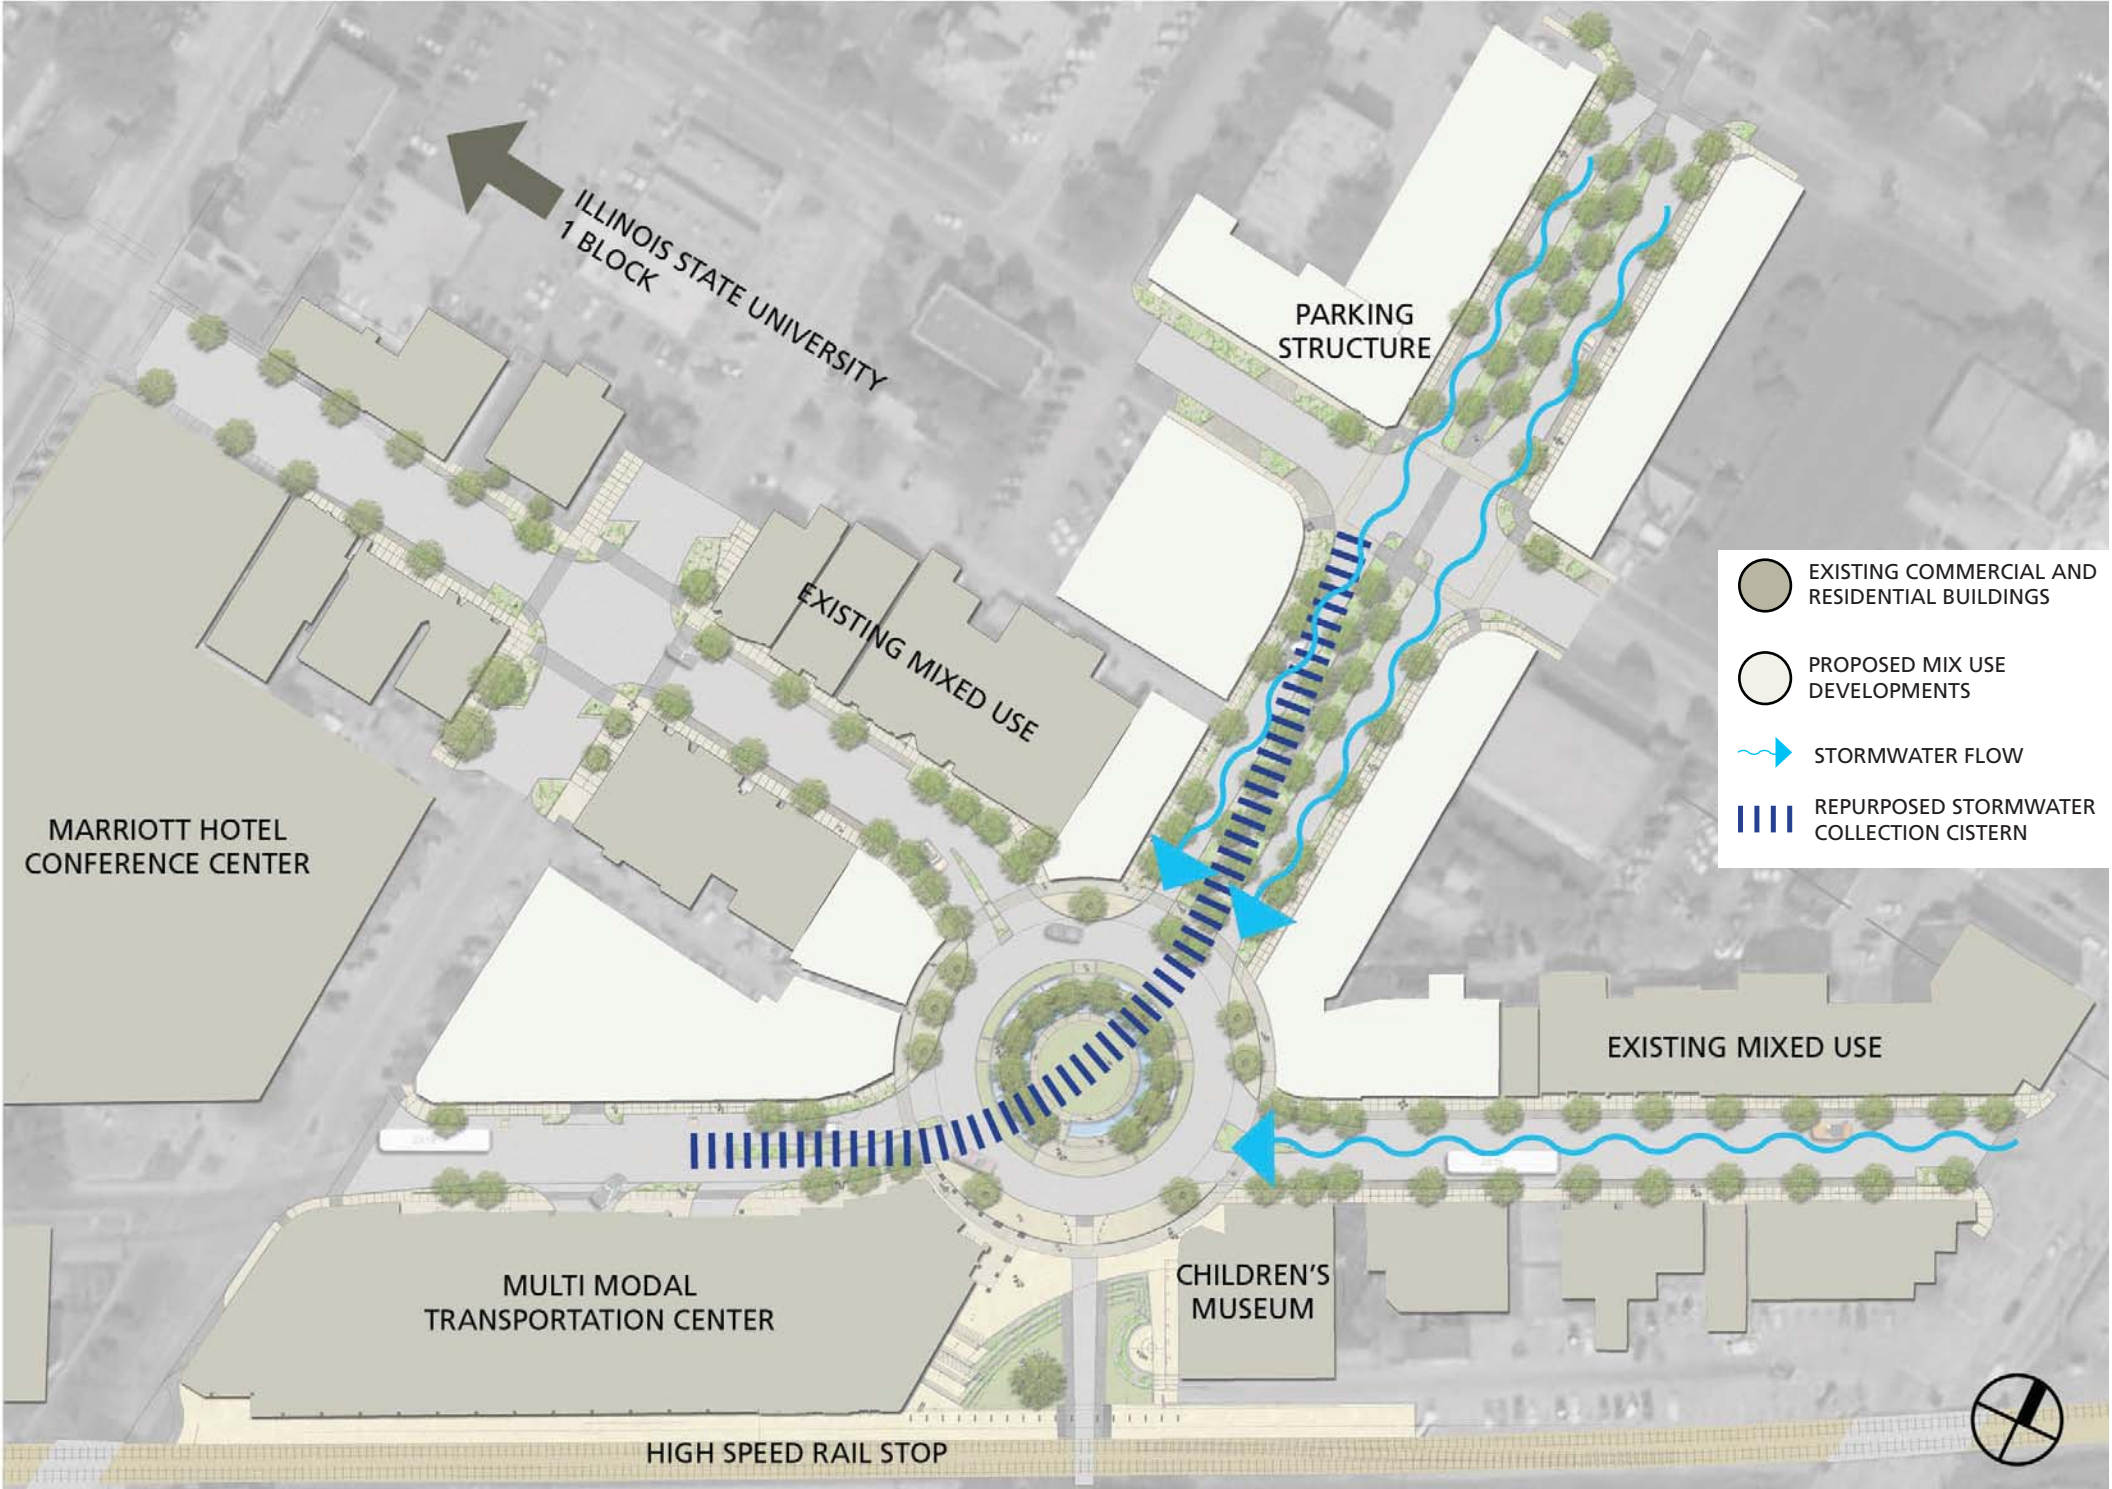 ILLINOIS STATE UNIVERSITY
1 BLOCK
PARKING
STRUCTURE
EXISTING MIXED USE
MARRIOTT HOTEL
CONFERENCE CENTER
EXISTING COMMERCIAL AND
RESIDENTIAL BUILDINGS
PROPOSED MIX USE
DEVELOPMENTS
STORMWATER FLOW
REPURPOSED STORMWATER
COLLECTION CISTERN
EXISTING MIXED USE
MULTI MODAL
TRANSPORTATION CENTER
CHILDREN'S
MUSEUM
HIGH SPEED RAIL STOP